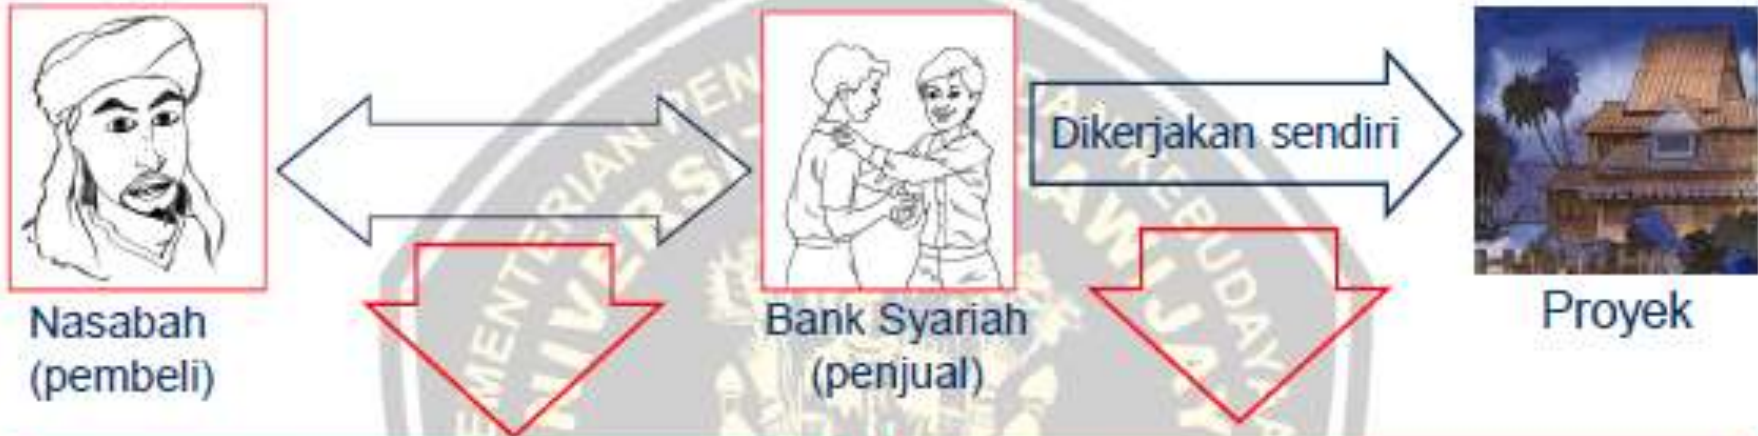 Dikerjakan sendiri
Nasabah
(pembeli)
Bank Syariah
(penjual)
Proyek